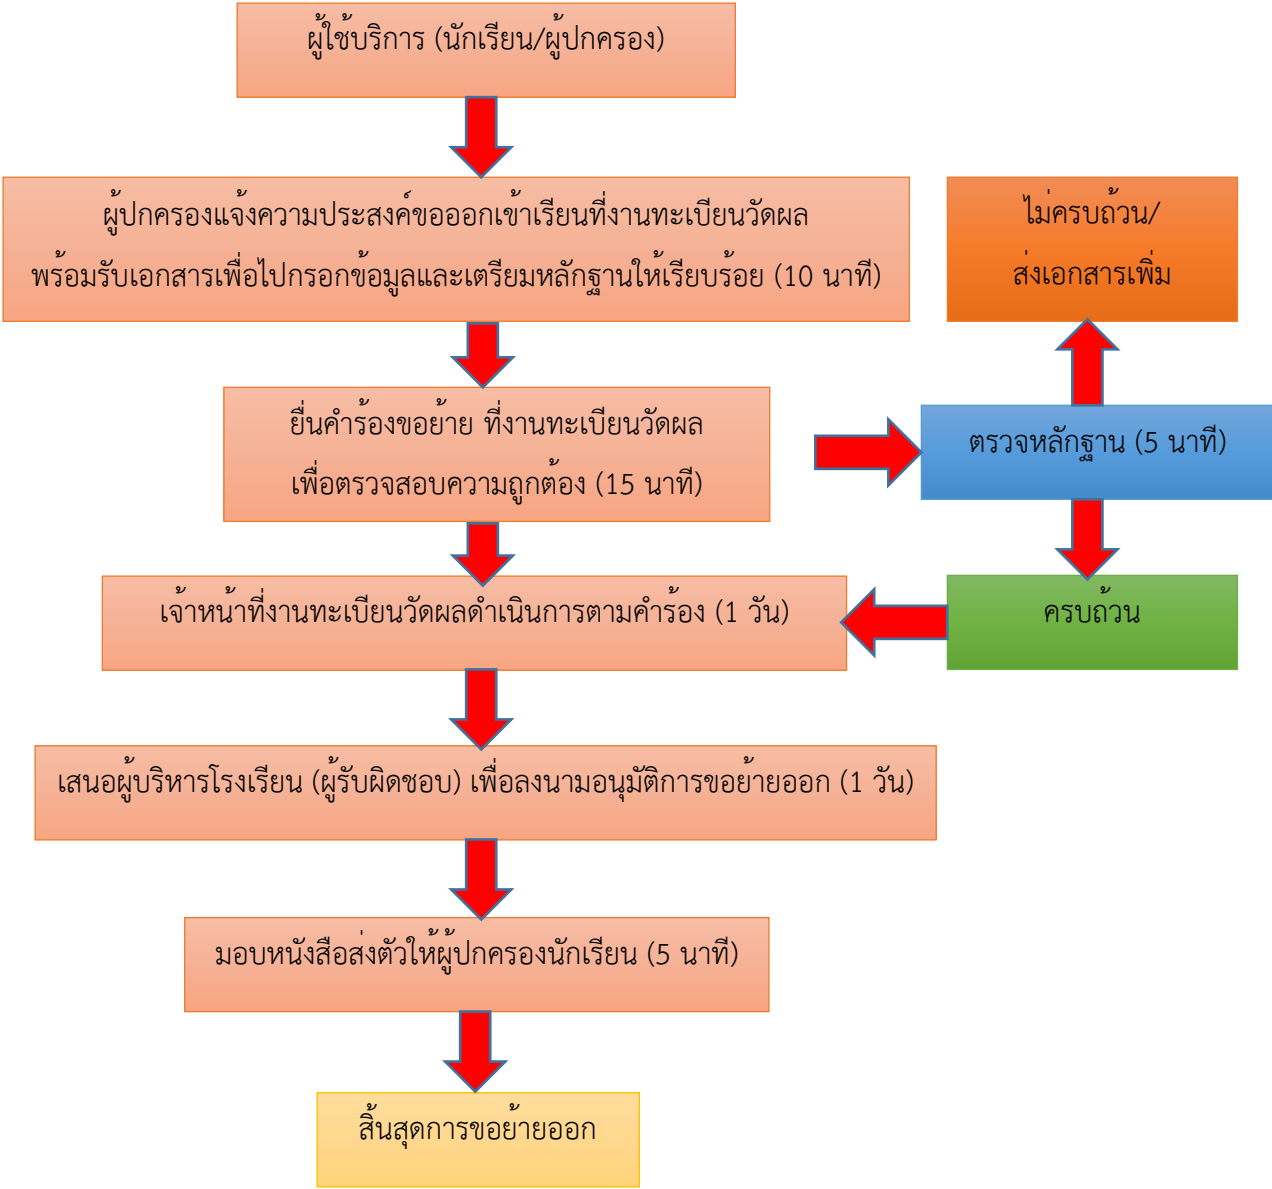 ผู้ใช้บริการ (นักเรียน/ผู้ปกครอง)
ผู้ปกครองแจ้งความประสงค์ขอออกเข้าเรียนที่งานทะเบียนวัดผล
พร้อมรับเอกสารเพื่อไปกรอกข้อมูลและเตรียมหลักฐานให้เรียบร้อย (10 นาที)
ไม่ครบถ้วน/
ส่งเอกสารเพิ่ม
ยื่นคำร้องขอย้าย ที่งานทะเบียนวัดผล
เพื่อตรวจสอบความถูกต้อง (15 นาที)
ตรวจหลักฐาน (5 นาที)
เจ้าหน้าที่งานทะเบียนวัดผลดำเนินการตามคำร้อง (1 วัน)
ครบถ้วน
เสนอผู้บริหารโรงเรียน (ผู้รับผิดชอบ) เพื่อลงนามอนุมัติการขอย้ายออก (1 วัน)
มอบหนังสือส่งตัวให้ผู้ปกครองนักเรียน (5 นาที)
สิ้นสุดการขอย้ายออก